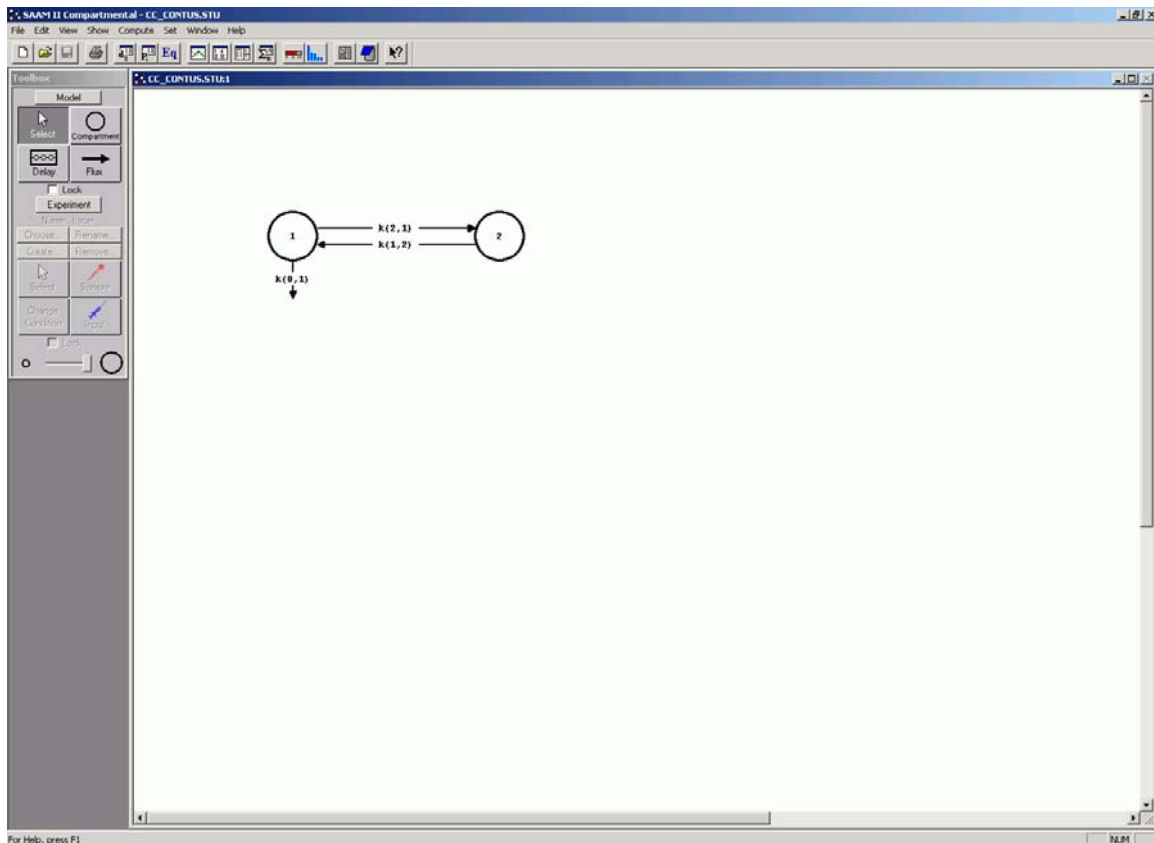 SAAM II Compartmental - CC_CONTUS.STU
File Edit View Show Compute Set Window Help
Eq
Toolbox
CC_CONTUS.STU:1
Model
Select Compartment
Delay Flux
Lock
Experiment
Choose... Rename...
Create... Remove...
Select Sample
Change Condition Input
Lock
1 k(2,1) 2
k(1,2)
k(0,1)
For Help, press F1 NUM